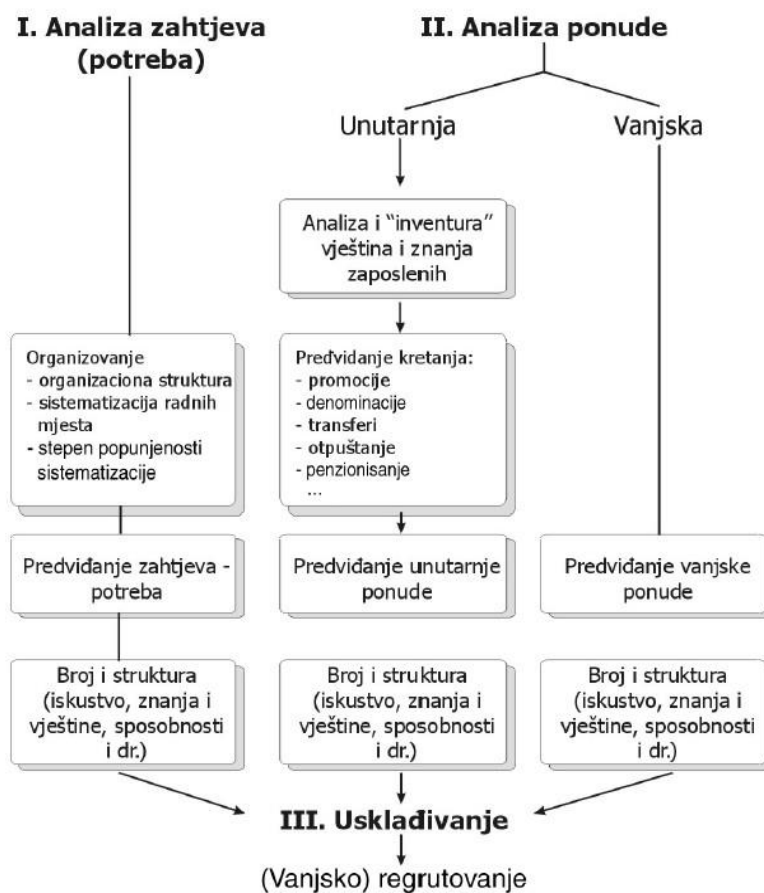 I. Analiza zahtjeva
(potreba)
II. Analiza ponude
Unutarnja
Vanjska
Analiza i “inventura”
vještina i znanja
zaposlenih
Organizovanje
- organizaciona struktura
- sistematizacija radnih
mjesta
- stepen popunjenosti
sistematizacije
Pređvidanje kretanja:
- promocije
- denominacije
- transferi
- otpuštanje
- penzionisanje
...
Predviđanje zahtjeva -
potreba
Predviđanje unutarnje
ponude
Predviđanje vanjske
ponude
Broj i struktura
(iskustvo, znanja i
vještine, sposobnosti
i dr.)
Broj i struktura
(iskustvo, znanja i
vještine, sposobnosti
i dr.)
Broj i struktura
(iskustvo, znanja i
vještine, sposobnosti
i dr.)
III. Usklađivanje
(Vanjsko) regrutovanje